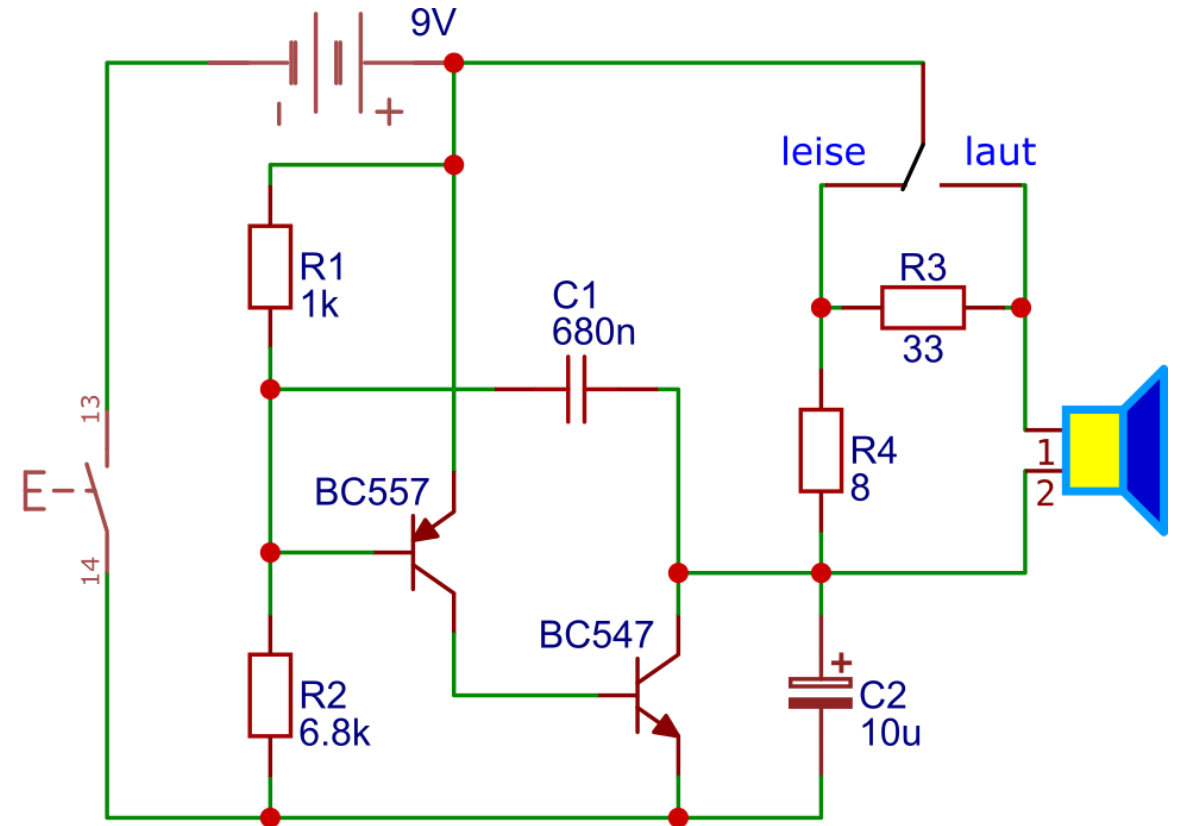 9V
-
+
leise
laut
R1
1k
C1
680n
R3
33
13
E
14
BC557
R4
8
1
2
BC547
+
R2
6.8k
C2
10u